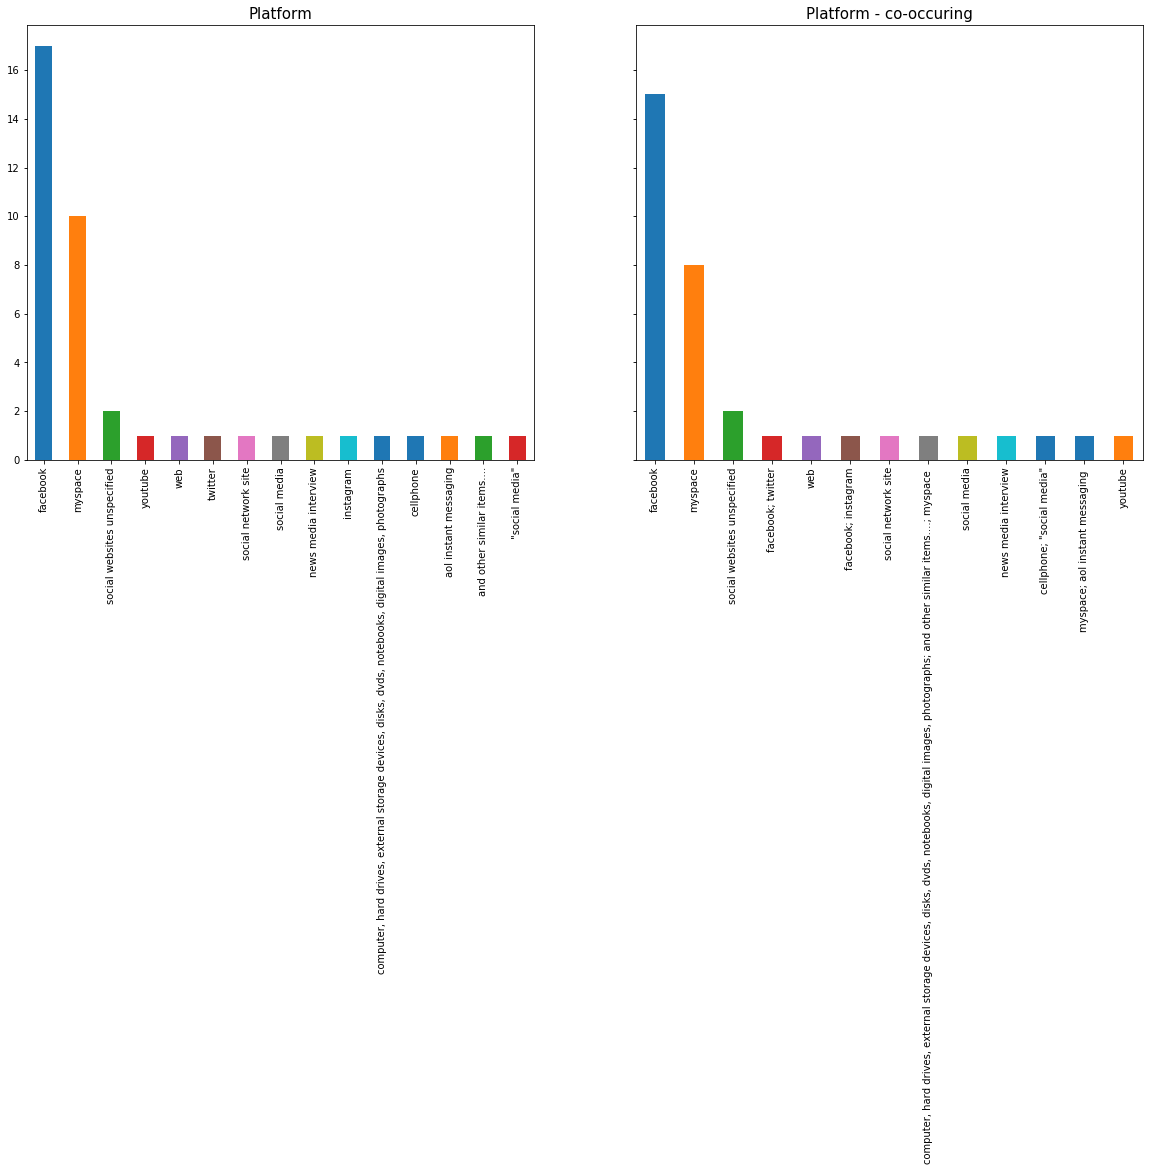 Platform
16
14
12
10
8
6
4
2
0
facebook
myspace
social websites unspecified
youtube
web
twitter
social network site
social media
news media interview
instagram
computer, hard drives, external storage devices, disks, dvds, notebooks, digital images, photographs
cellphone
aol instant messaging
and other similar items....
"social media"
Platform - co-occuring
facebook
myspace
social websites unspecified
facebook; twitter
web
facebook; instagram
social network site
computer, hard drives, external storage devices, disks, dvds, notebooks, digital images, photographs; and other similar items....; myspace
social media
news media interview
cellphone; "social media"
myspace; aol instant messaging
youtube